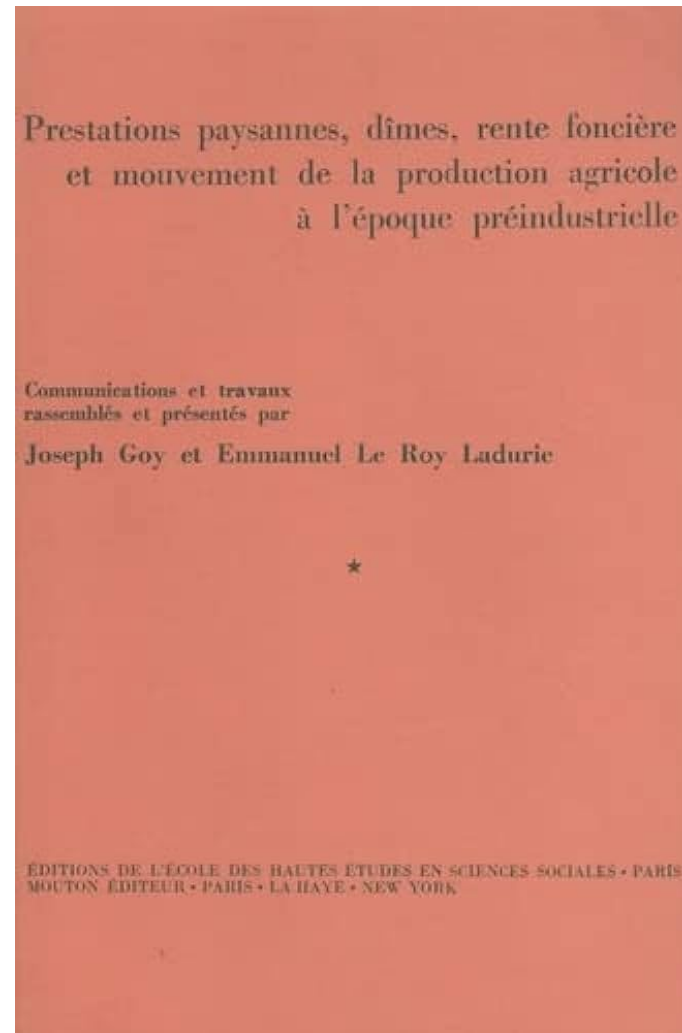 Prestations paysannes, dîmes, rente foncière
et mouvement de la production agricole
à l'époque préindustrielle
Communications et travaux
rassemblés et présentés par
Joseph Goy et Emmanuel Le Roy Ladurie
★
ÉDITIONS DE L'ÉCOLE DES HAUTES ÉTUDES EN SCIENCES SOCIALES • PARIS
MOUTON ÉDITEUR • PARIS • LA HAYE • NEW YORK